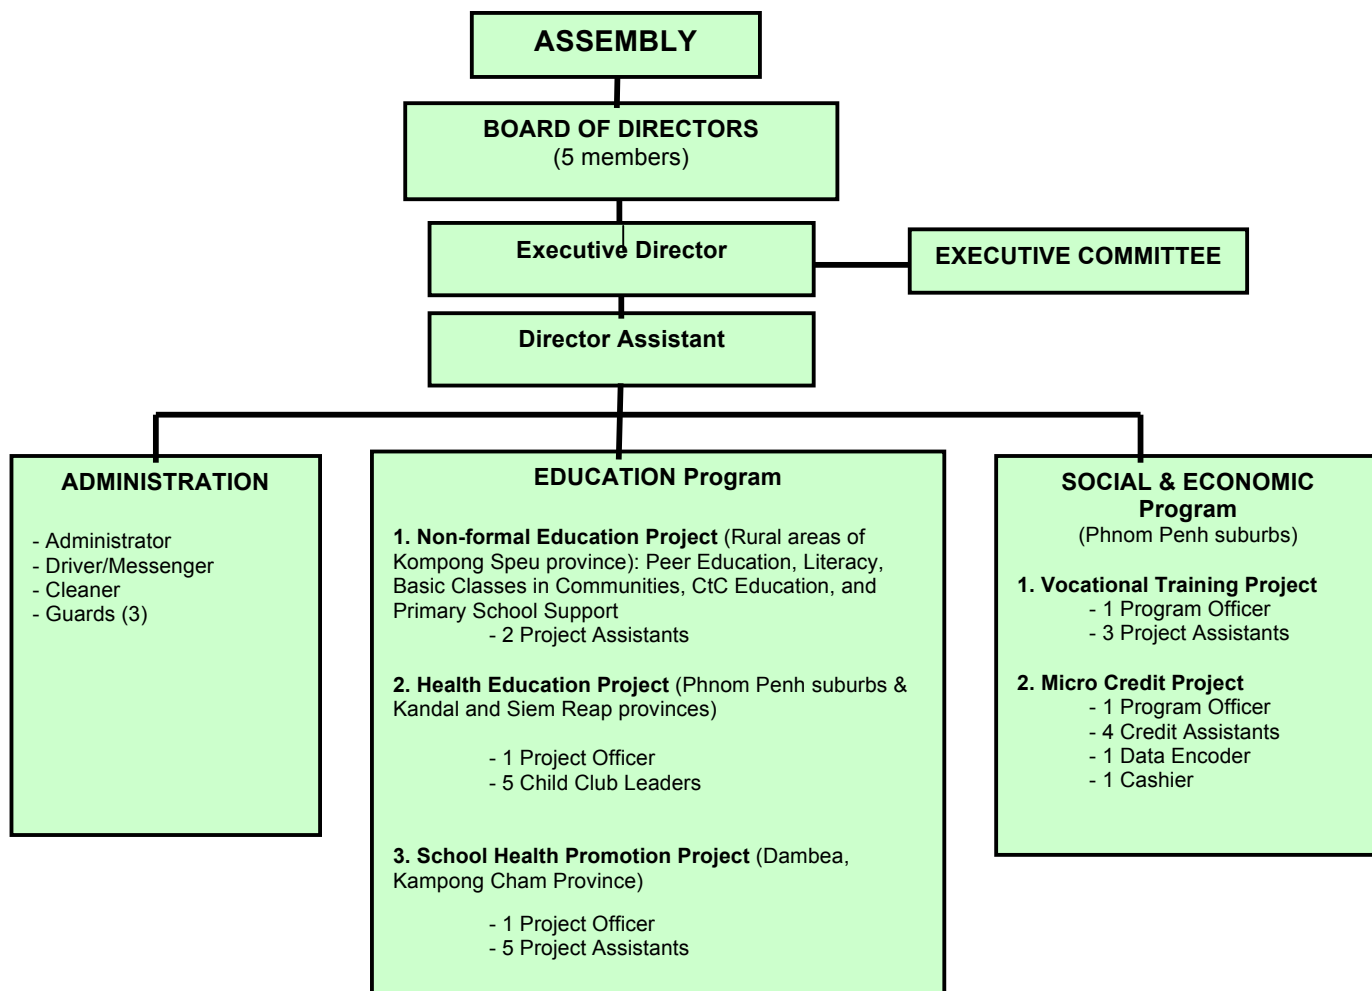 ASSEMBLY
BOARD OF DIRECTORS
(5 members)
Executive Director
EXECUTIVE COMMITTEE
Director Assistant
ADMINISTRATION
- Administrator
- Driver/Messenger
- Cleaner
- Guards (3)
EDUCATION Program
1. Non-formal Education Project (Rural areas of
Kompong Speu province): Peer Education, Literacy,
Basic Classes in Communities, CtC Education, and
Primary School Support
- 2 Project Assistants
2. Health Education Project (Phnom Penh suburbs &
Kandal and Siem Reap provinces)
- 1 Project Officer
- 5 Child Club Leaders
3. School Health Promotion Project (Dambea,
Kampong Cham Province)
- 1 Project Officer
- 5 Project Assistants
SOCIAL & ECONOMIC
Program
(Phnom Penh suburbs)
1. Vocational Training Project
- 1 Program Officer
- 3 Project Assistants
2. Micro Credit Project
- 1 Program Officer
- 4 Credit Assistants
- 1 Data Encoder
- 1 Cashier